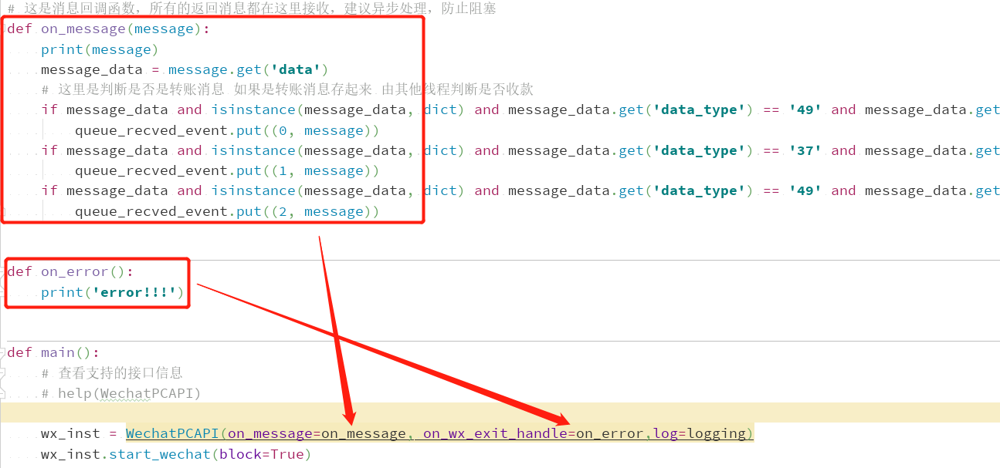 # 这是消息回调函数，所有的返回消息都在这里接收，建议异步处理，防止阻塞
def on_message(message):
    print(message)
    message_data = message.get('data')
    # 这里是判断是否是转账消息 如果是转账消息存起来 由其他线程判断是否收款
    if message_data and isinstance(message_data, dict) and message_data.get('data_type') == '49' and message_data.get
        queue_recved_event.put((0, message))
    if message_data and isinstance(message_data, dict) and message_data.get('data_type') == '37' and message_data.get
        queue_recved_event.put((1, message))
    if message_data and isinstance(message_data, dict) and message_data.get('data_type') == '49' and message_data.get
        queue_recved_event.put((2, message))
def on_error():
    print('error!!!')
def main():
    # 查看支持的接口信息
    # help(WechatPCAPI)
    wx_inst = WechatPCAPI(on_message=on_message, on_wx_exit_handle=on_error,log=logging)
    wx_inst.start_wechat(block=True)